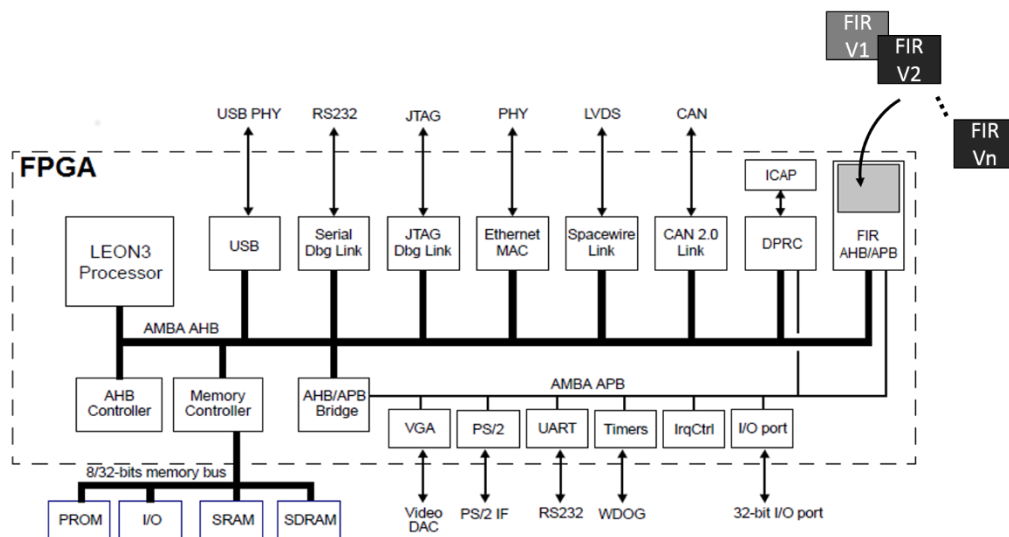 FIR
V1
FIR
V2
FIR
Vn
USB PHY
RS232
JTAG
PHY
LVDS
CAN
FPGA
ICAP
LEON3
Processor
USB
Serial
Dbg Link
JTAG
Dbg Link
Ethernet
MAC
Spacewire
Link
CAN 2.0
Link
DPRC
FIR
AHB/APB
AMBA AHB
AHB
Controller
Memory
Controller
AHB/APB
Bridge
AMBA APB
VGA
PS/2
UART
Timers
IrqCtrl
I/O port
8/32-bits memory bus
PROM
I/O
SRAM
SDRAM
Video
DAC
PS/2 IF
RS232
WDOG
32-bit I/O port